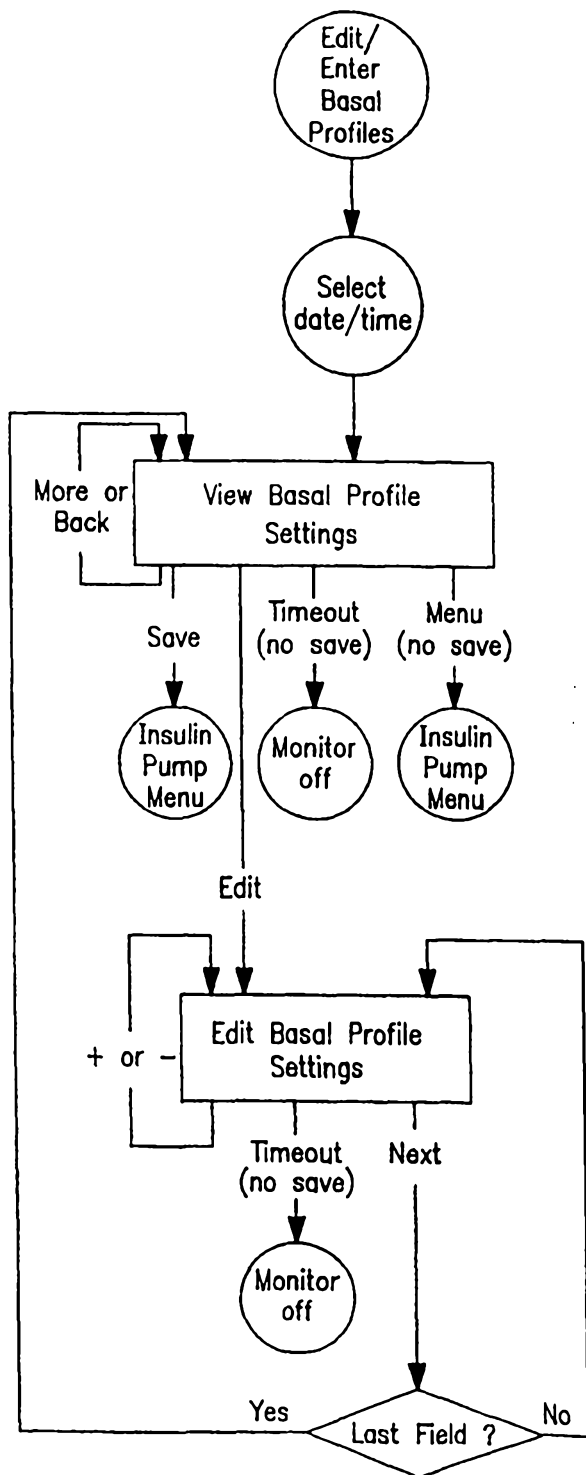 Edit/
Enter
Basal
Profiles
Select
date/time
More or
Back
View Basal Profile
Settings
Save
Timeout
(no save)
Menu
(no save)
Insulin
Pump
Menu
Monitor
off
Insulin
Pump
Menu
Edit
+ or -
Edit Basal Profile
Settings
Timeout
(no save)
Next
Monitor
off
Yes
Last Field ?
No